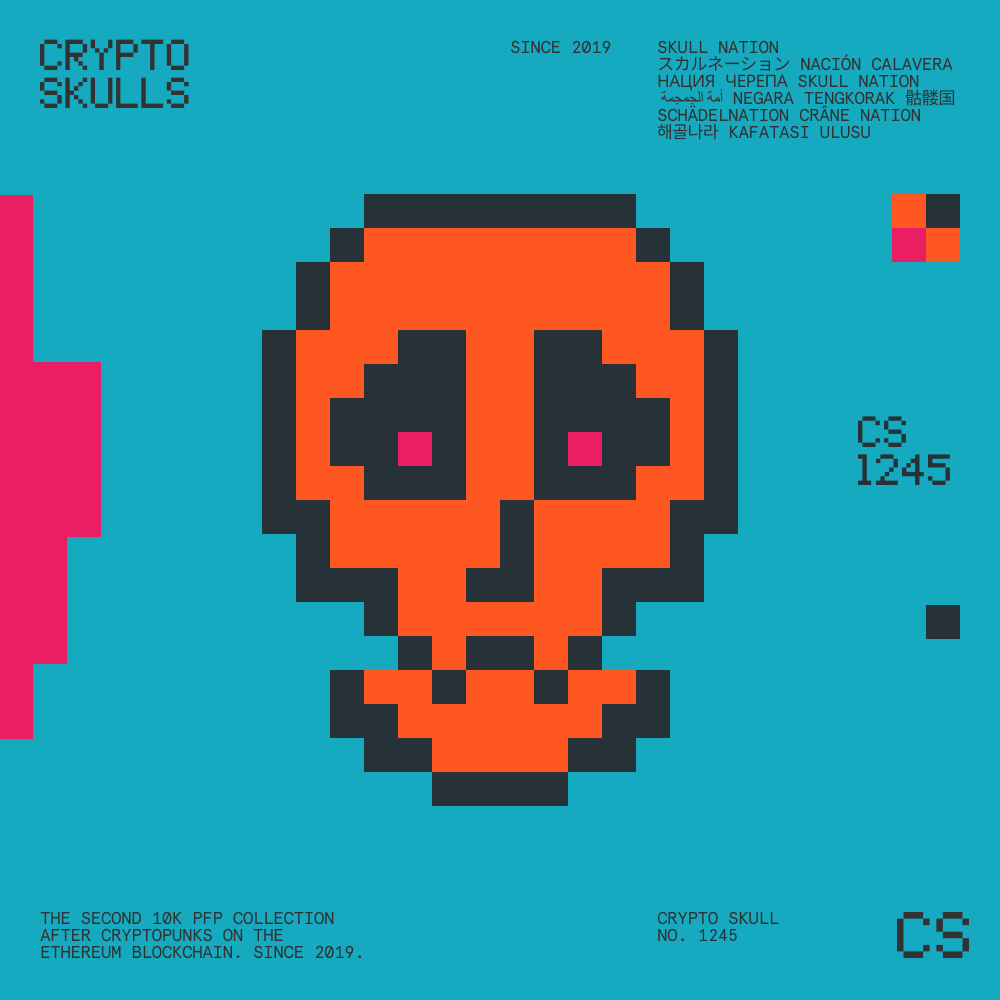 CRYPTO
SKULLS
SINCE 2019
SKULL NATION
スカルネーション NACIÓN CALAVERA
НАЦИЯ ЧЕРЕПА SKULL NATION
أمة الجمجمة NEGARA TENGKORAK 骷髅国
SCHÄDELNATION CRÂNE NATION
해골나라 KAFATASI ULUSU
CS
1245
THE SECOND 10K PFP COLLECTION
AFTER CRYPTOPUNKS ON THE
ETHEREUM BLOCKCHAIN. SINCE 2019.
CRYPTO SKULL
NO. 1245
CS